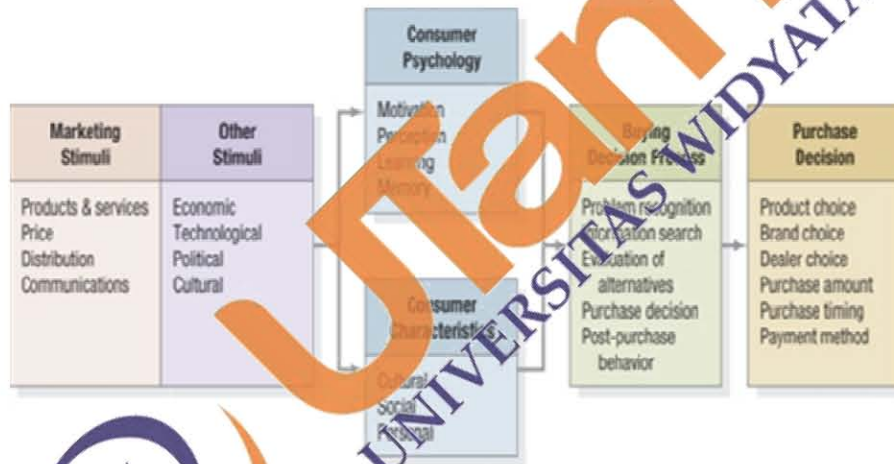 Consumer
Psychology
Motivation
Perception
Learning
Memory
Marketing
Stimuli
Products & services
Price
Distribution
Communications
Other
Stimuli
Economic
Technological
Political
Cultural
Consumer
Characteristics
Cultural
Social
Personal
Buying
Decision Process
Problem recognition
Information search
Evaluation of
alternatives
Purchase decision
Post-purchase
behavior
Purchase
Decision
Product choice
Brand choice
Dealer choice
Purchase amount
Purchase timing
Payment method
UNIVERSITAS